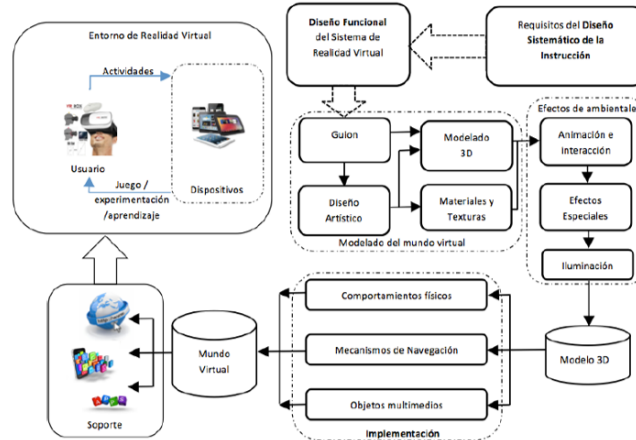 Entorno de Realidad Virtual
Actividades
Usuario
Juego /
experimentación
/aprendizaje
Dispositivos
Diseño Funcional
del Sistema de
Realidad Virtual
Requisitos del Diseño
Sistemático de la
Instrucción
Guion
Modelado
3D
Diseño
Artístico
Materiales y
Texturas
Modelado del mundo virtual
Efectos de ambientale
Animación e
Interacción
Efectos
Especiales
Iluminación
Soporte
Mundo
Virtual
Comportamientos físicos
Mecanismos de Navegación
Objetos multimedios
Implementación
Modelo 3D